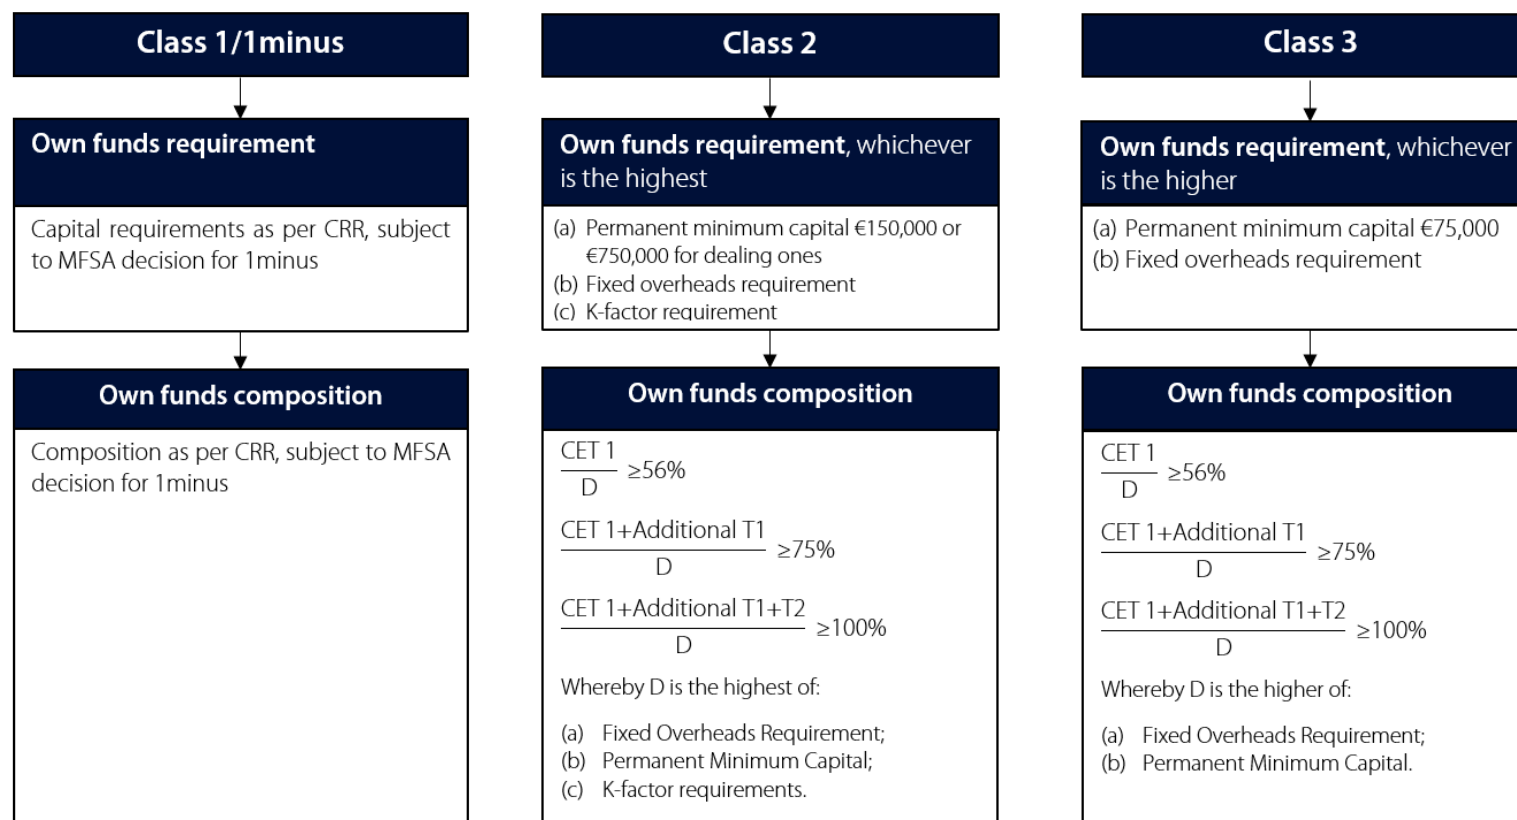 Class 1/1minus
Own funds requirement
Capital requirements as per CRR, subject
to MFSA decision for 1minus
Own funds composition
Composition as per CRR, subject to MFSA
decision for 1minus
Class 2
Own funds requirement, whichever
is the highest
(a) Permanent minimum capital €150,000 or
€750,000 for dealing ones
(b) Fixed overheads requirement
(c) K-factor requirement
Own funds composition
CET 1
D
≥56%
CET 1+Additional T1
D
≥75%
CET 1+Additional T1+T2
D
≥100%
Whereby D is the highest of:
(a) Fixed Overheads Requirement;
(b) Permanent Minimum Capital;
(c) K-factor requirements.
Class 3
Own funds requirement, whichever
is the higher
(a) Permanent minimum capital €75,000
(b) Fixed overheads requirement
Own funds composition
CET 1
D
≥56%
CET 1+Additional T1
D
≥75%
CET 1+Additional T1+T2
D
≥100%
Whereby D is the higher of:
(a) Fixed Overheads Requirement;
(b) Permanent Minimum Capital.